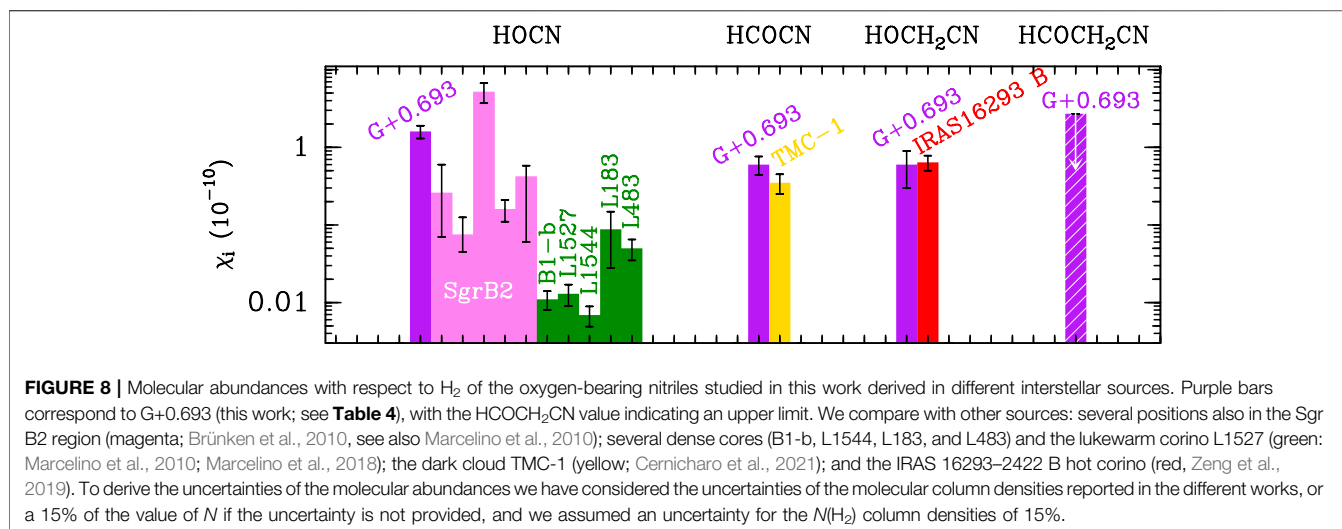 HOCN HCOCN HOCH₂CN HCOCH₂CN
G+0.693
G+0.693
TMC-1
G+0.693
IRAS16293 B
G+0.693
1
0.01
χi (10⁻¹⁰)
SgrB2
B1-b
L1527
L1544
L183
L483
FIGURE 8 | Molecular abundances with respect to H₂ of the oxygen-bearing nitriles studied in this work derived in different interstellar sources. Purple bars
correspond to G+0.693 (this work; see Table 4), with the HCOCH₂CN value indicating an upper limit. We compare with other sources: several positions also in the Sgr
B2 region (magenta; Brünken et al., 2010, see also Marcelino et al., 2010); several dense cores (B1-b, L1544, L183, and L483) and the lukewarm corino L1527 (green:
Marcelino et al., 2010; Marcelino et al., 2018); the dark cloud TMC-1 (yellow; Cernicharo et al., 2021); and the IRAS 16293–2422 B hot corino (red, Zeng et al.,
2019). To derive the uncertainties of the molecular abundances we have considered the uncertainties of the molecular column densities reported in the different works, or
a 15% of the value of N if the uncertainty is not provided, and we assumed an uncertainty for the N(H₂) column densities of 15%.